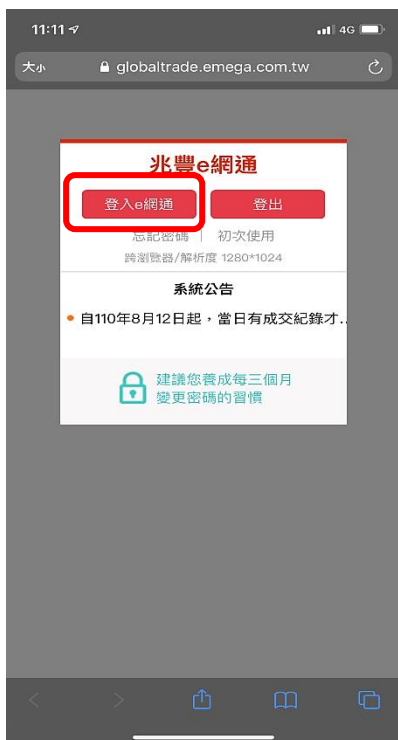 11:11
4G
大小 globaltrade.emega.com.tw
兆豐e網通
登入e網通 登出
忘記密碼 | 初次使用
跨瀏覽器/解析度 1280*1024
系統公告
自110年8月12日起，當日有成交紀錄才..
建議您養成每三個月
變更密碼的習慣